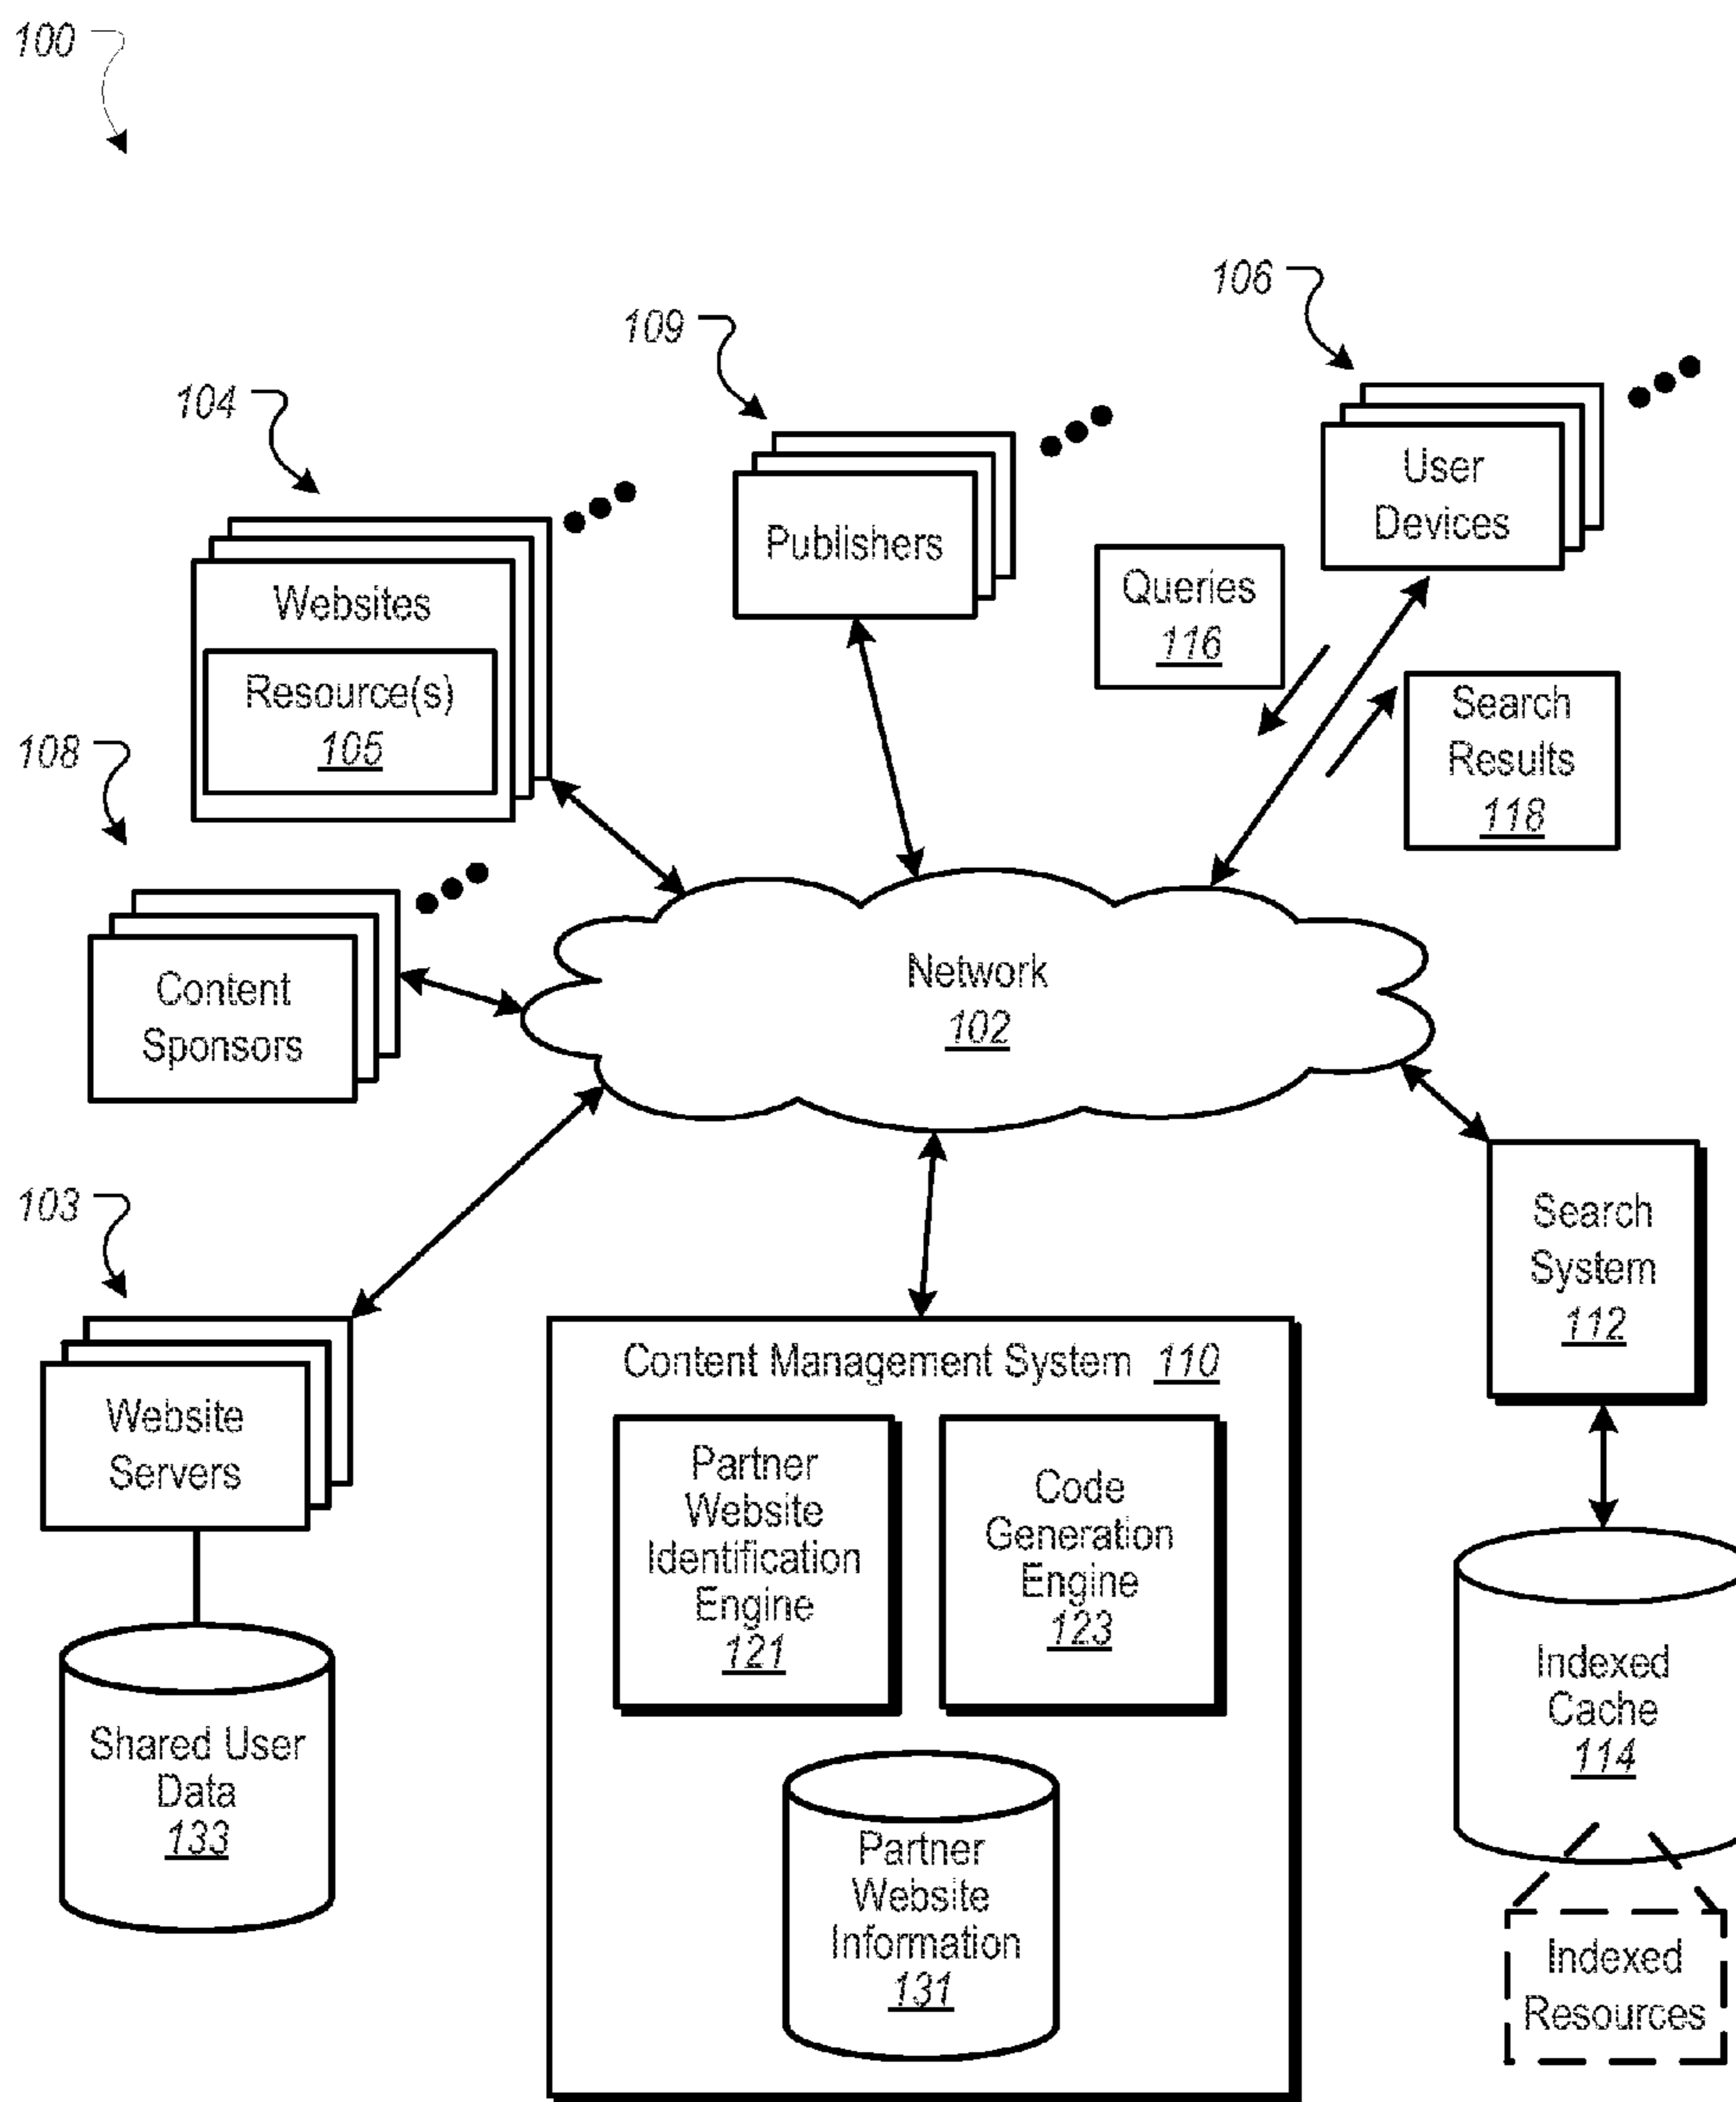 100
106
109
104
User
Devices
Publishers
Queries
116
Websites
Resource(s)
105
Search
Results
118
108
Content
Sponsors
Network
102
103
Search
System
112
Content Management System 110
Website
Servers
Partner
Website
Identification
Engine
121
Code
Generation
Engine
123
Indexed
Cache
114
Shared User
Data
133
Partner
Website
Information
131
Indexed
Resources